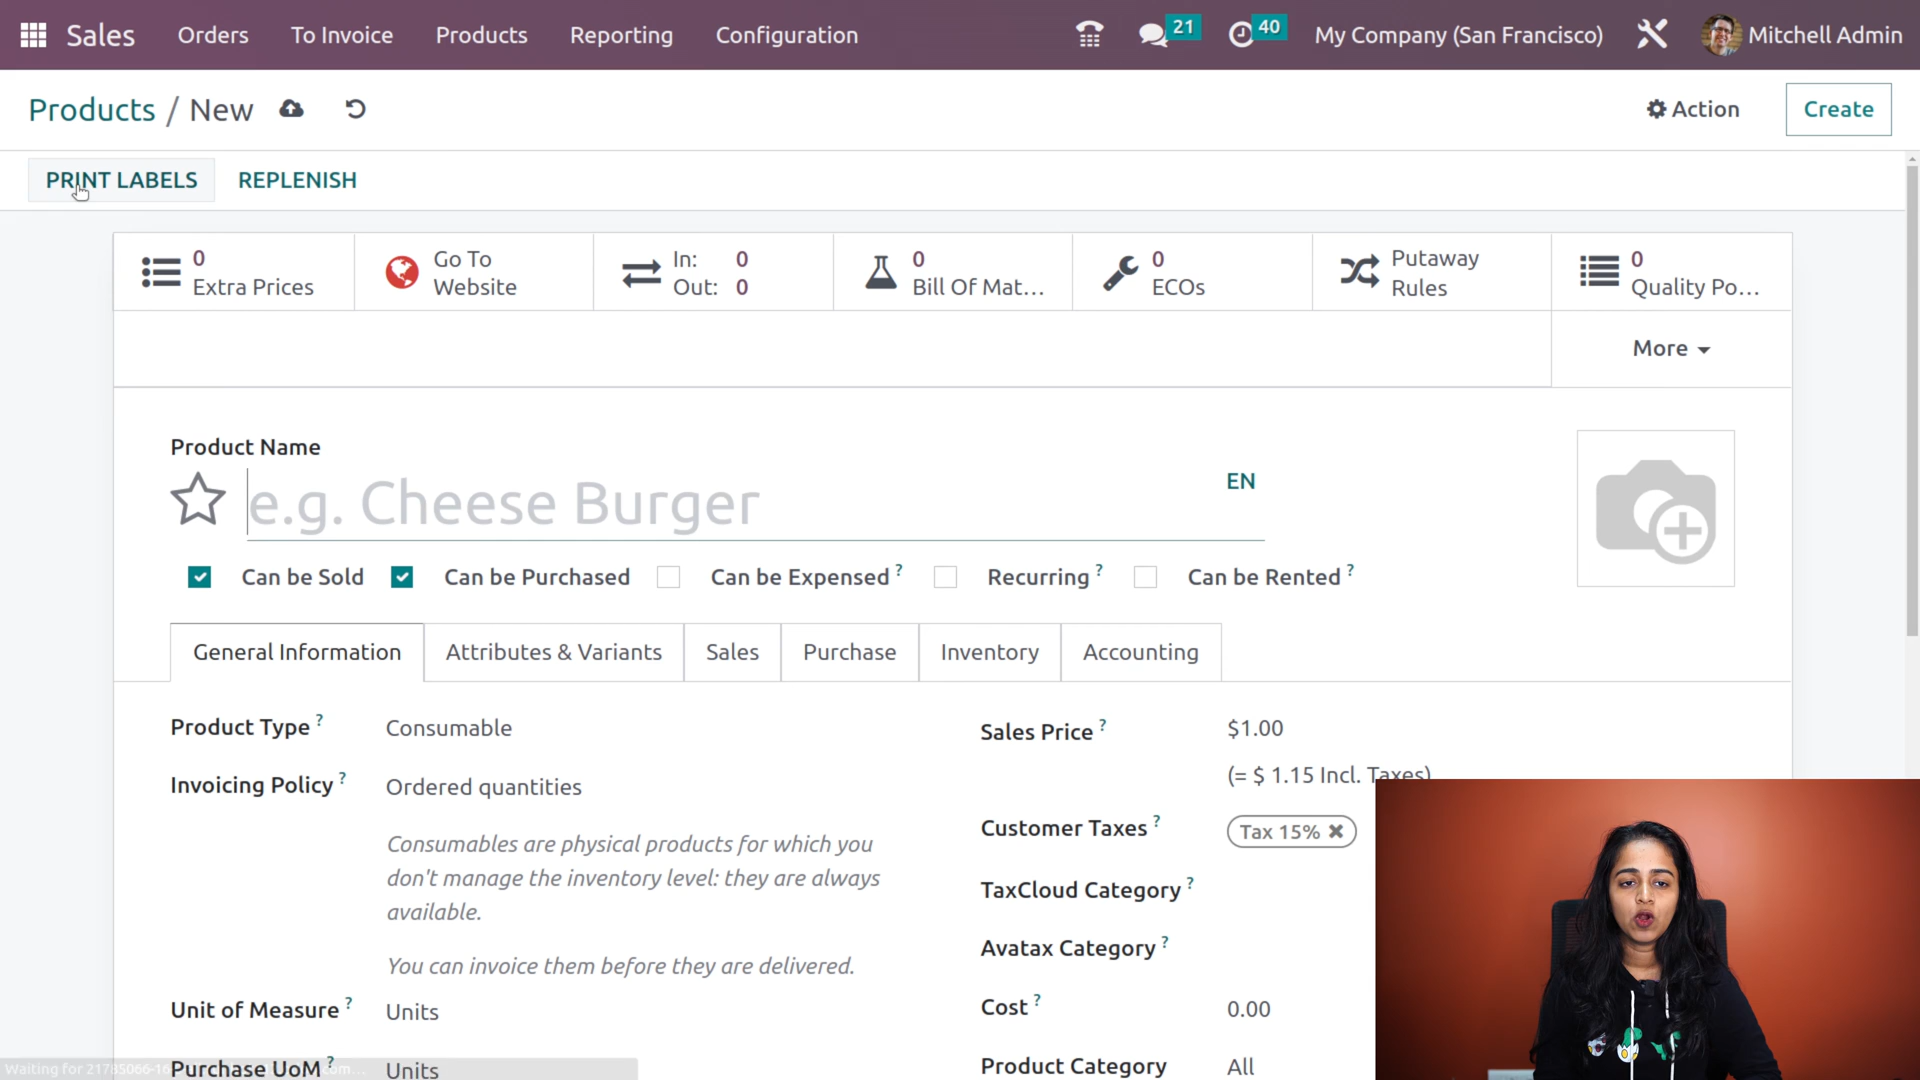 Sales Orders To Invoice Products Reporting Configuration 21 40 My Company (San Francisco) Mitchell Admin
Products / New Action Create
PRINT LABELS REPLENISH
0
Extra Prices
Go To
Website
In: 0
Out: 0
0
Bill Of Mat...
0
ECOs
Putaway
Rules
0
Quality Po...
More
Product Name
e.g. Cheese Burger
EN
Can be Sold Can be Purchased Can be Expensed ? Recurring ? Can be Rented ?
General Information Attributes & Variants Sales Purchase Inventory Accounting
Product Type ? Consumable
Invoicing Policy ? Ordered quantities
Consumables are physical products for which you
don't manage the inventory level: they are always
available.
You can invoice them before they are delivered.
Unit of Measure ? Units
Purchase UoM ? Units
Sales Price ? $1.00
(= $ 1.15 Incl. Taxes)
Customer Taxes ? Tax 15%
TaxCloud Category ?
Avatax Category ?
Cost ? 0.00
Product Category All